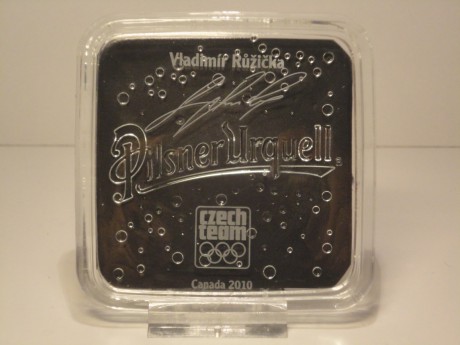 Vladimír Růžička
Pilsner Urquell
czech
team
Canada 2010